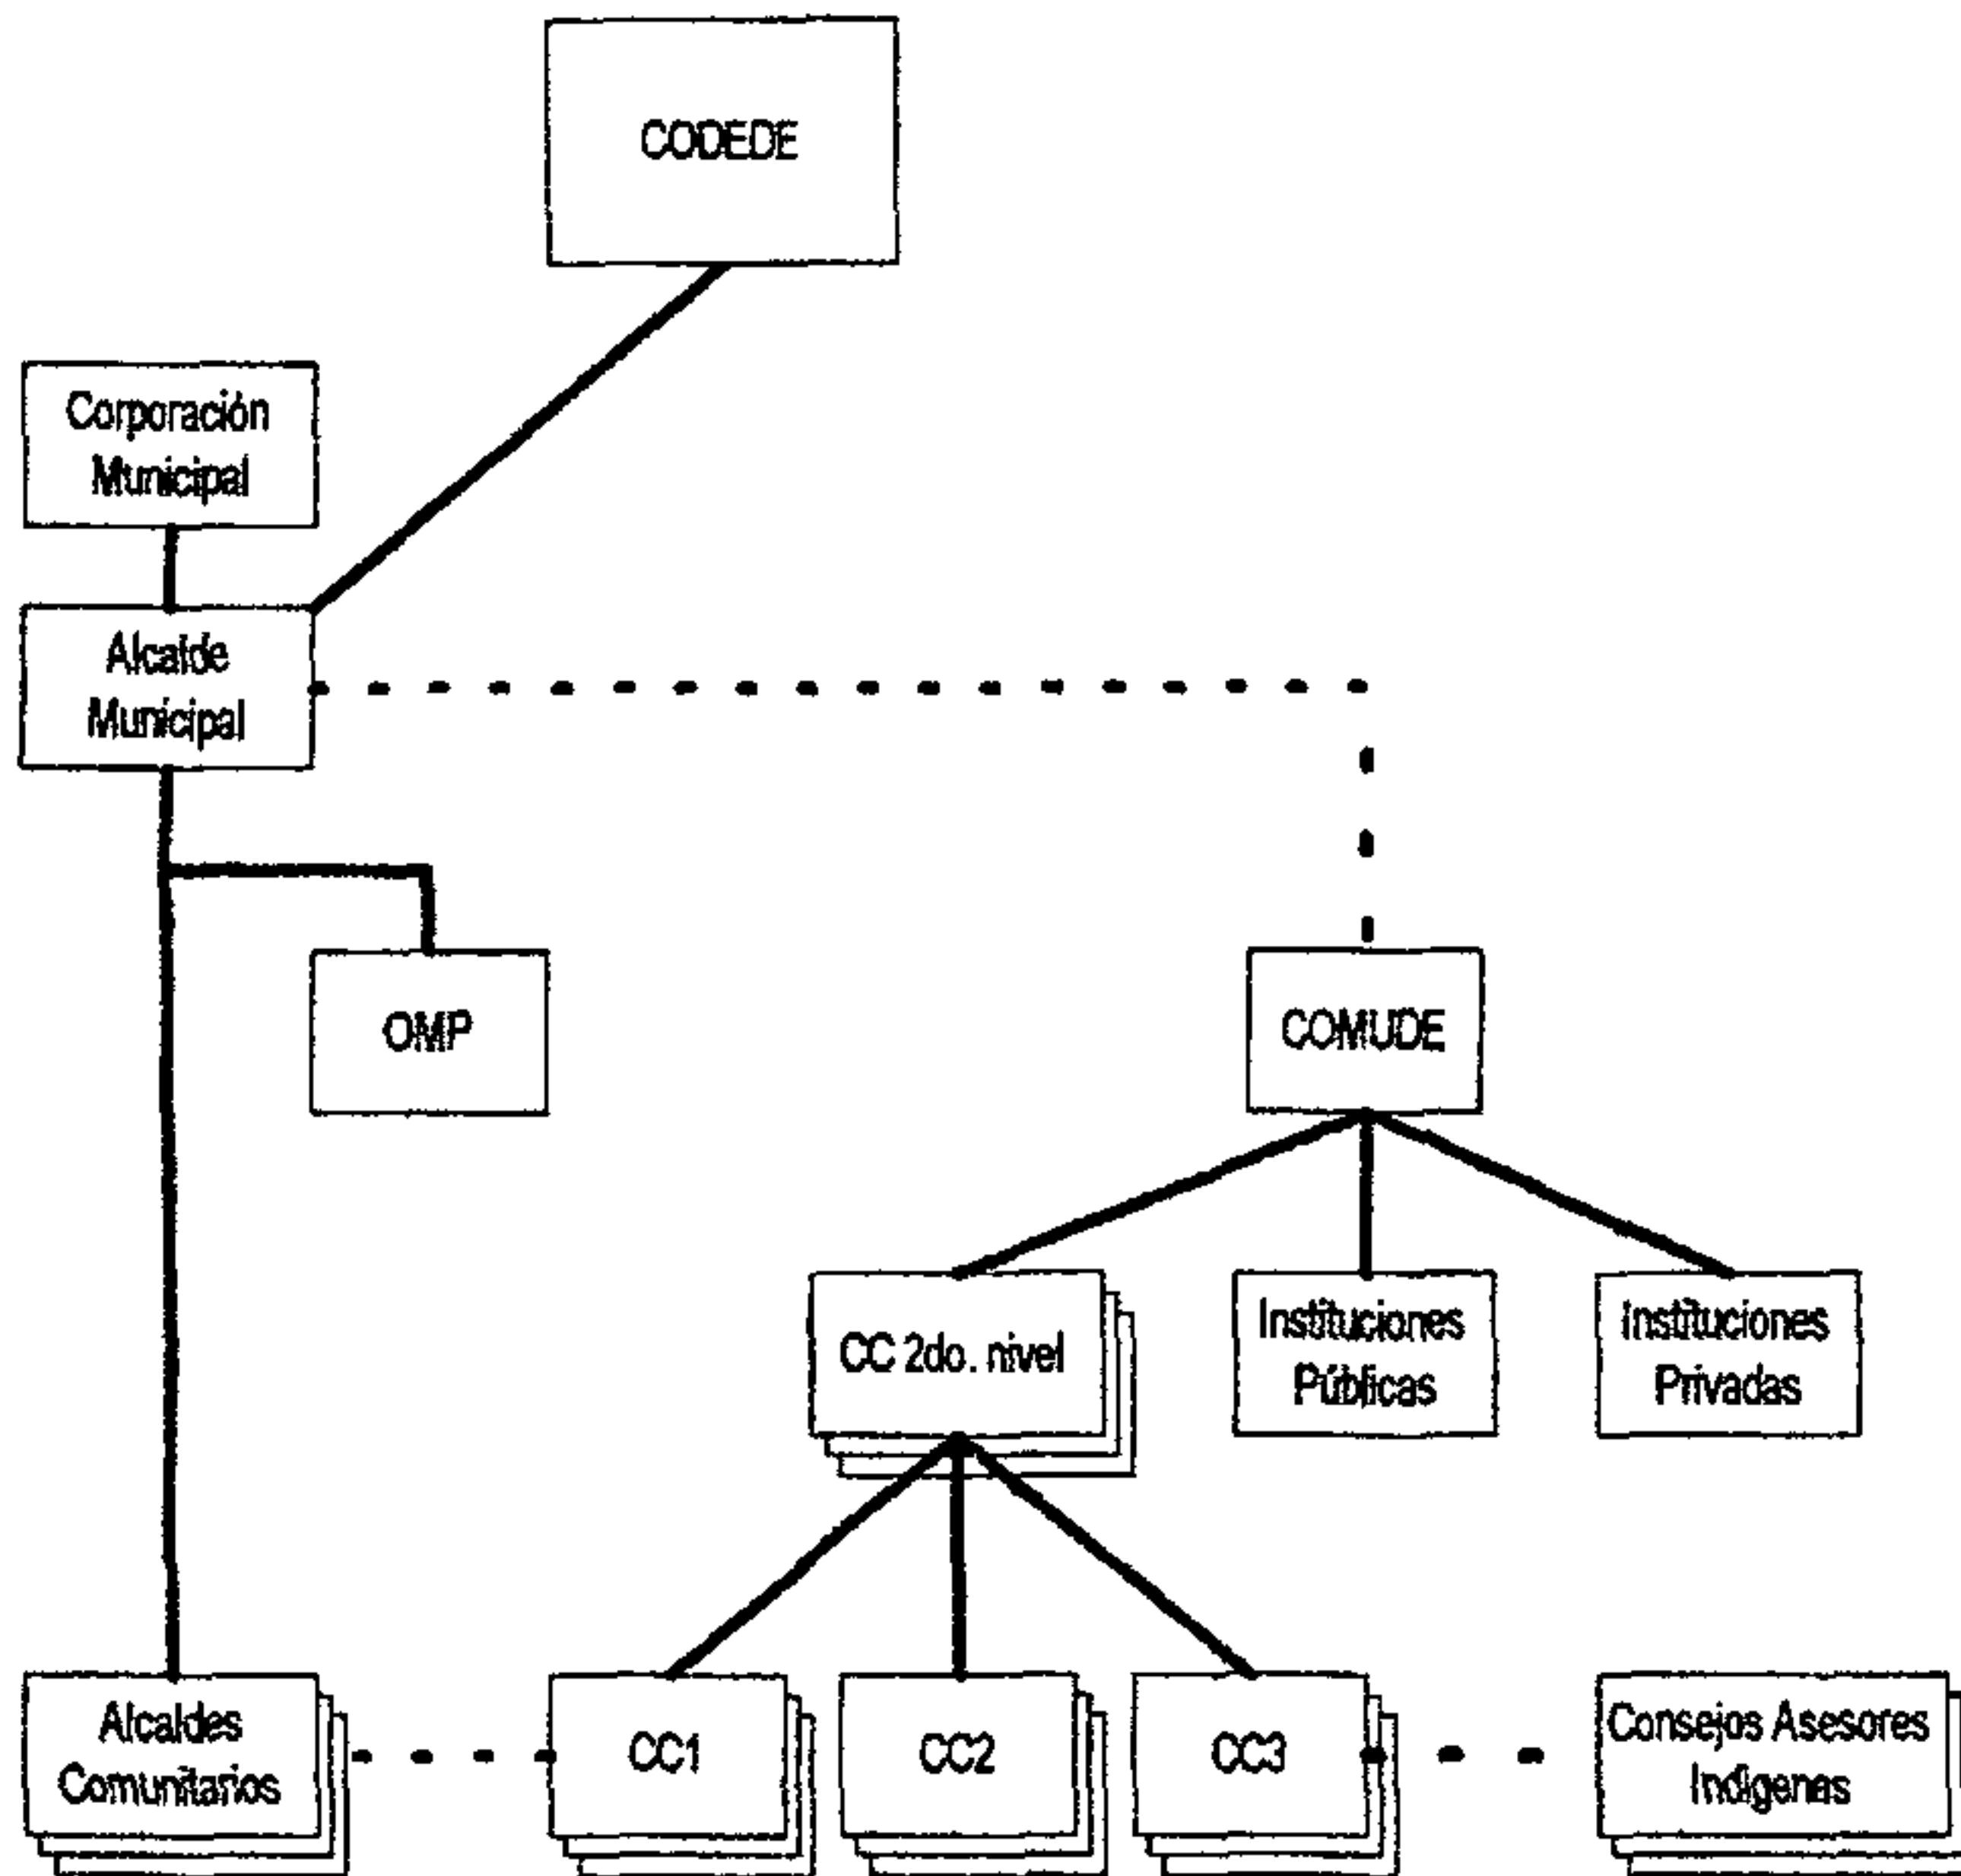 CODEDE
Corporación
Municipal
Alcalde
Municipal
OMP
COMUDE
CC 2do. nivel
Instituciones
Públicas
Instituciones
Privadas
Alcaldes
Comunitarios
CC1
CC2
CC3
Consejos Asesores
Indígenas